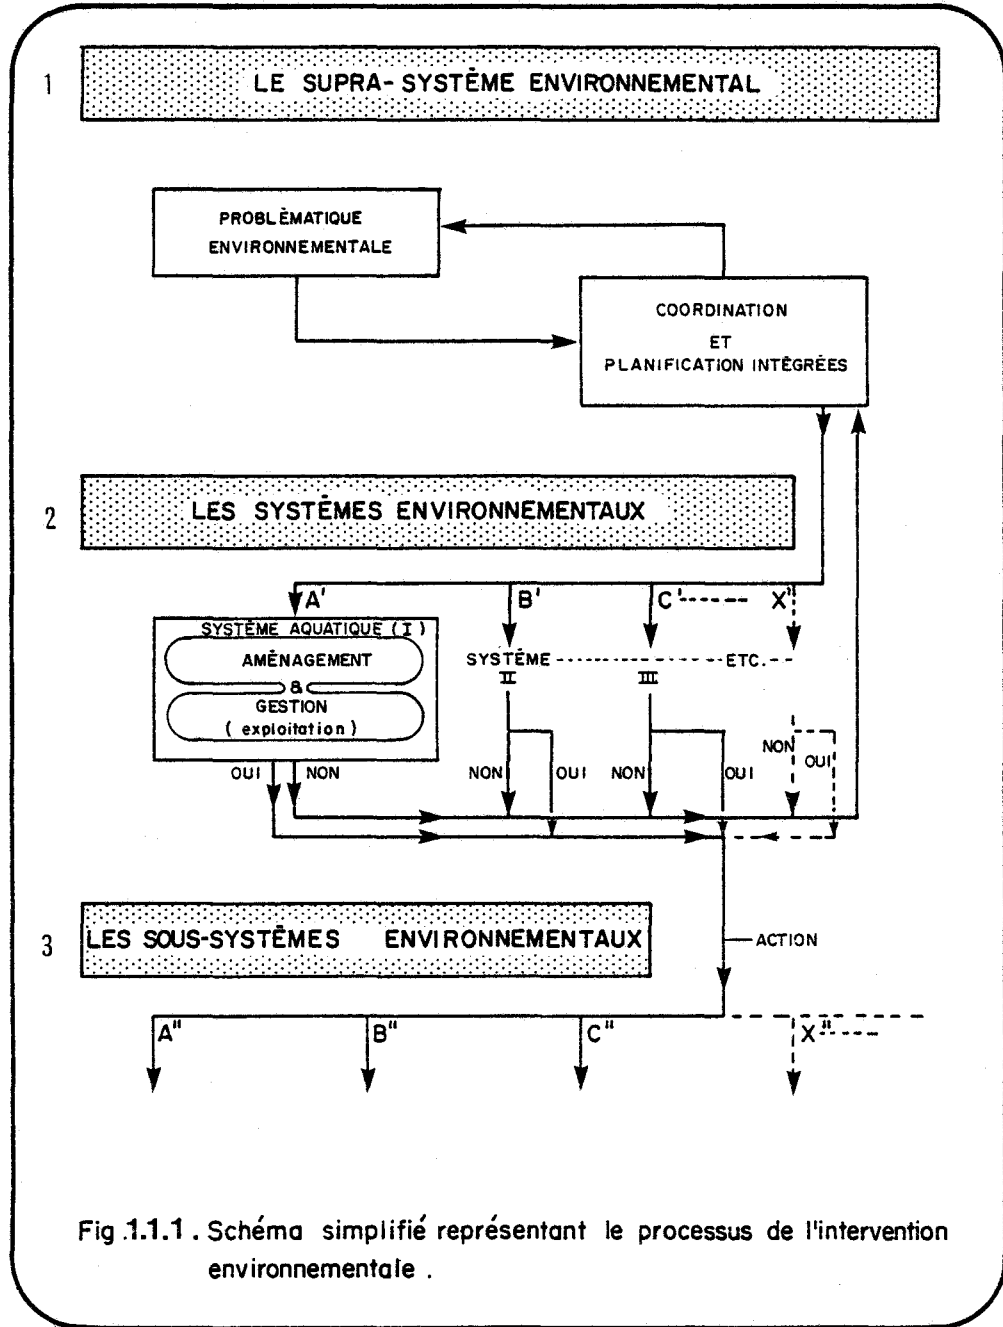 1
LE SUPRA-SYSTÈME ENVIRONNEMENTAL
PROBLÈMATIQUE
ENVIRONNEMENTALE
COORDINATION
ET
PLANIFICATION INTÉGRÉES
2
LES SYSTÈMES ENVIRONNEMENTAUX
A' B' C' X'
SYSTÈME AQUATIQUE (I)
AMÉNAGEMENT
&
GESTION
(exploitation)
SYSTÈME ETC.
II III
OUI NON NON OUI NON OUI NON OUI
3
LES SOUS-SYSTÈMES ENVIRONNEMENTAUX
ACTION
A" B" C" X"
Fig.1.1.1. Schéma simplifié représentant le processus de l'intervention
environnementale.